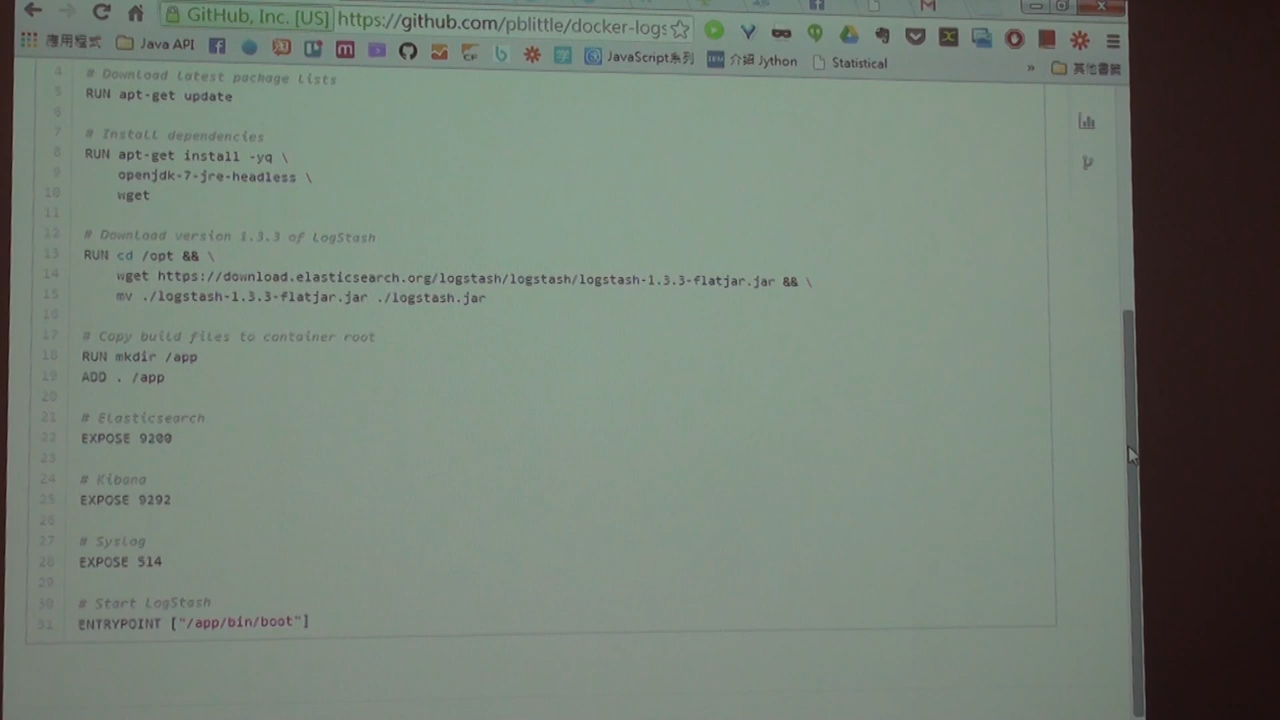 GitHub, Inc. [US] https://github.com/pblittle/docker-logs
應用程式 Java API JavaScript系列 介紹 Jython Statistical »
4 # Download latest package lists
5 RUN apt-get update
6
7 # Install dependencies
8 RUN apt-get install -yq \
9 openjdk-7-jre-headless \
10 wget
11
12 # Download version 1.3.3 of LogStash
13 RUN cd /opt && \
14 wget https://download.elasticsearch.org/logstash/logstash/logstash-1.3.3-flatjar.jar && \
15 mv ./logstash-1.3.3-flatjar.jar ./logstash.jar
16
17 # Copy build files to container root
18 RUN mkdir /app
19 ADD . /app
20
21 # Elasticsearch
22 EXPOSE 9200
23
24 # Kibana
25 EXPOSE 9292
26
27 # Syslog
28 EXPOSE 514
29
30 # Start LogStash
31 ENTRYPOINT ["/app/bin/boot"]